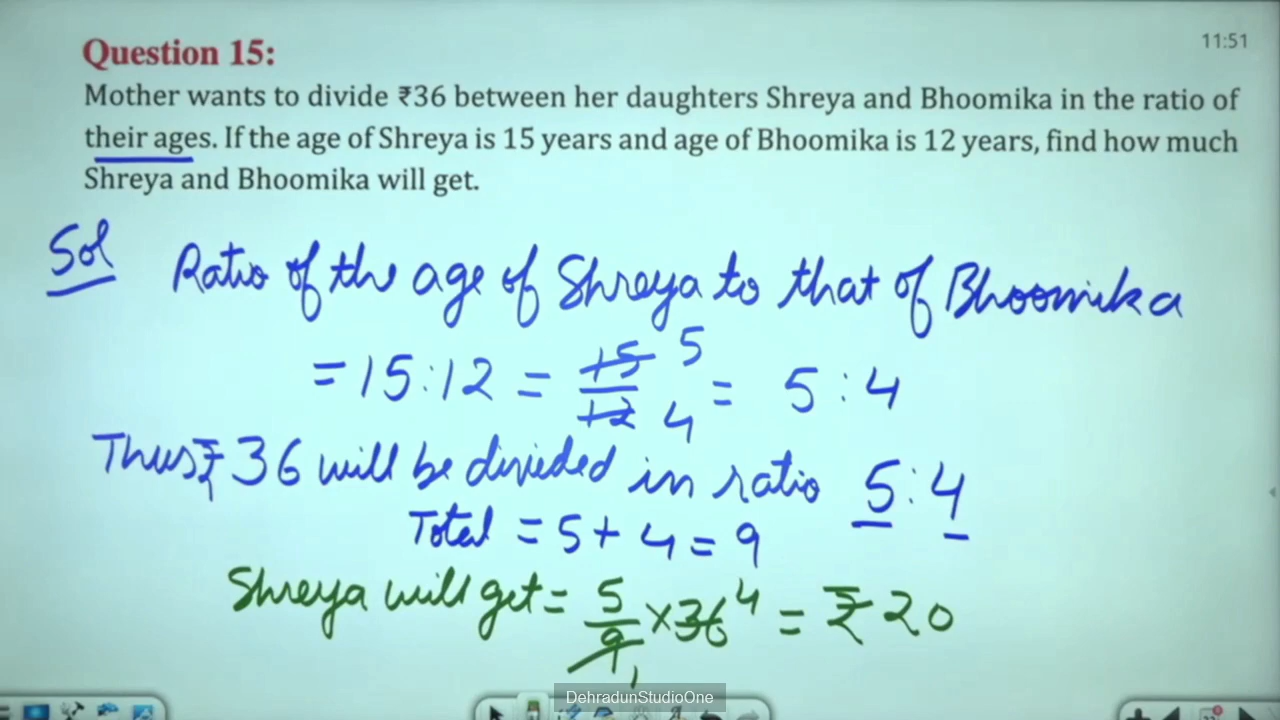 11:51
Question 15:
Mother wants to divide ₹36 between her daughters Shreya and Bhoomika in the ratio of
their ages. If the age of Shreya is 15 years and age of Bhoomika is 12 years, find how much
Shreya and Bhoomika will get.
Sol Ratio of the age of Shreya to that of Bhoomika
= 15:12 = 15/12 5/4 = 5:4
Thus ₹36 will be divided in ratio 5:4
Total = 5+4=9
Shreya will get = 5/9 1 × 36 4 = ₹20
DehradunStudioOne